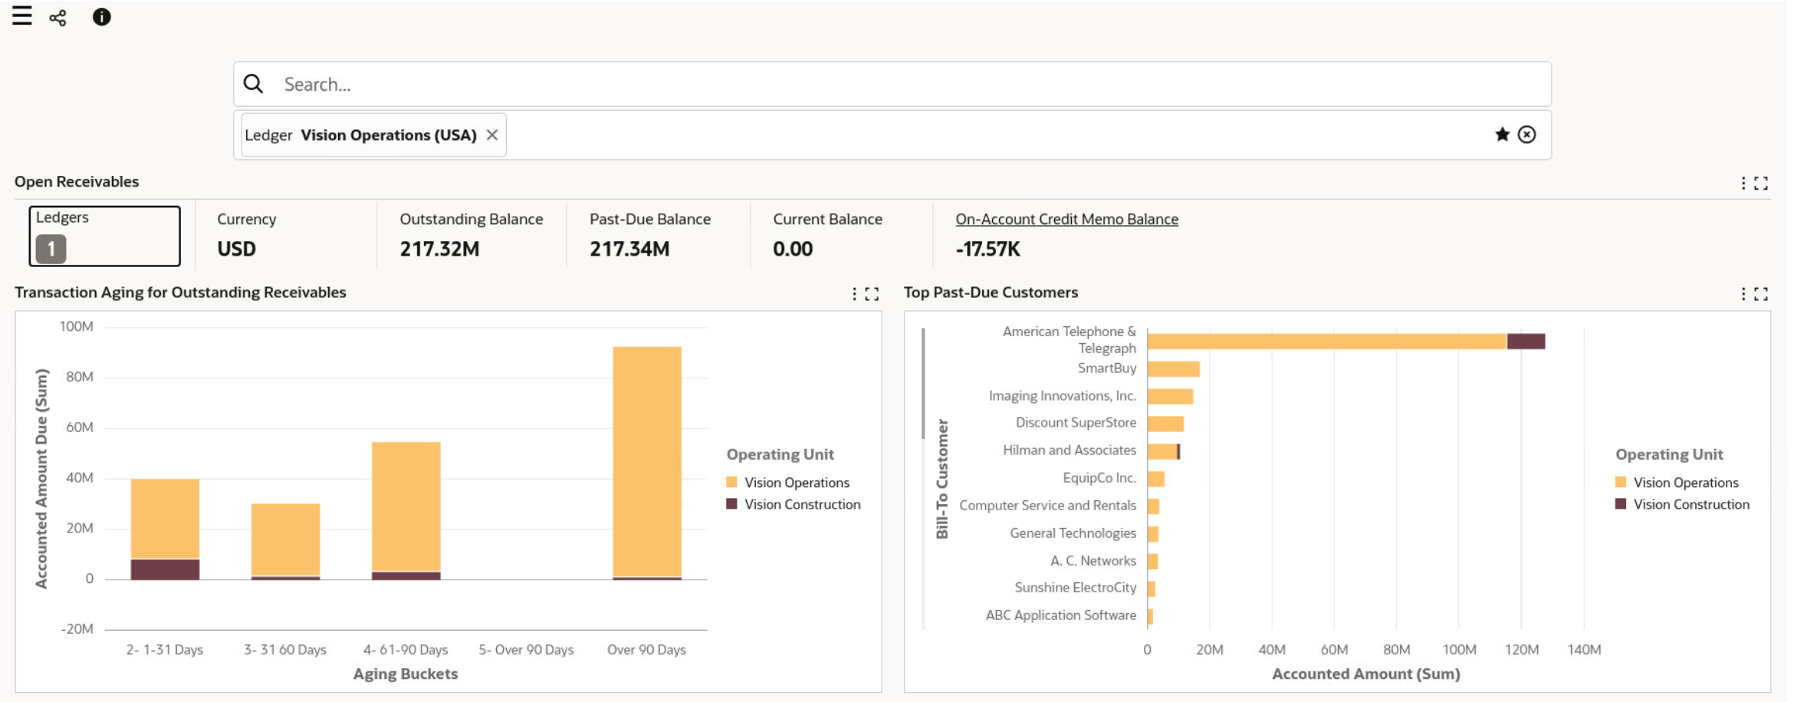 Search...
Ledger Vision Operations (USA)
Open Receivables
Ledgers
1
Currency
USD
Outstanding Balance
217.32M
Past-Due Balance
217.34M
Current Balance
0.00
On-Account Credit Memo Balance
-17.57K
Transaction Aging for Outstanding Receivables
Accounted Amount Due (Sum)
100M
80M
60M
40M
20M
0
-20M
2- 1-31 Days
3- 31 60 Days
4- 61-90 Days
5- Over 90 Days
Over 90 Days
Aging Buckets
Operating Unit
Vision Operations
Vision Construction
Top Past-Due Customers
Bill-To Customer
American Telephone &
Telegraph
SmartBuy
Imaging Innovations, Inc.
Discount SuperStore
Hilman and Associates
EquipCo Inc.
Computer Service and Rentals
General Technologies
A. C. Networks
Sunshine ElectroCity
ABC Application Software
0
20M
40M
60M
80M
100M
120M
140M
Accounted Amount (Sum)
Operating Unit
Vision Operations
Vision Construction